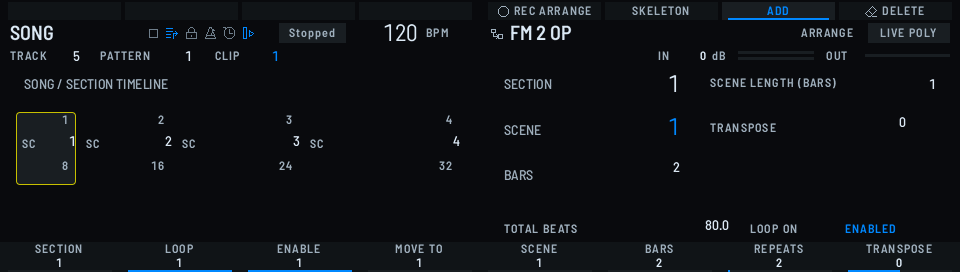 REC ARRANGE SKELETON ADD DELETE
SONG Stopped 120 BPM FM 2 OP ARRANGE LIVE POLY
TRACK 5 PATTERN 1 CLIP 1 IN 0 dB OUT
SONG / SECTION TIMELINE SECTION 1 SCENE LENGTH (BARS) 1
1 2 3 4
SCENE 1 TRANSPOSE 0
SC 1 SC 2 SC 3 SC 4
8 16 24 32
BARS 2
TOTAL BEATS 80.0 LOOP ON ENABLED
SECTION LOOP ENABLE MOVE TO SCENE BARS REPEATS TRANSPOSE
1 1 1 1 1 2 2 0